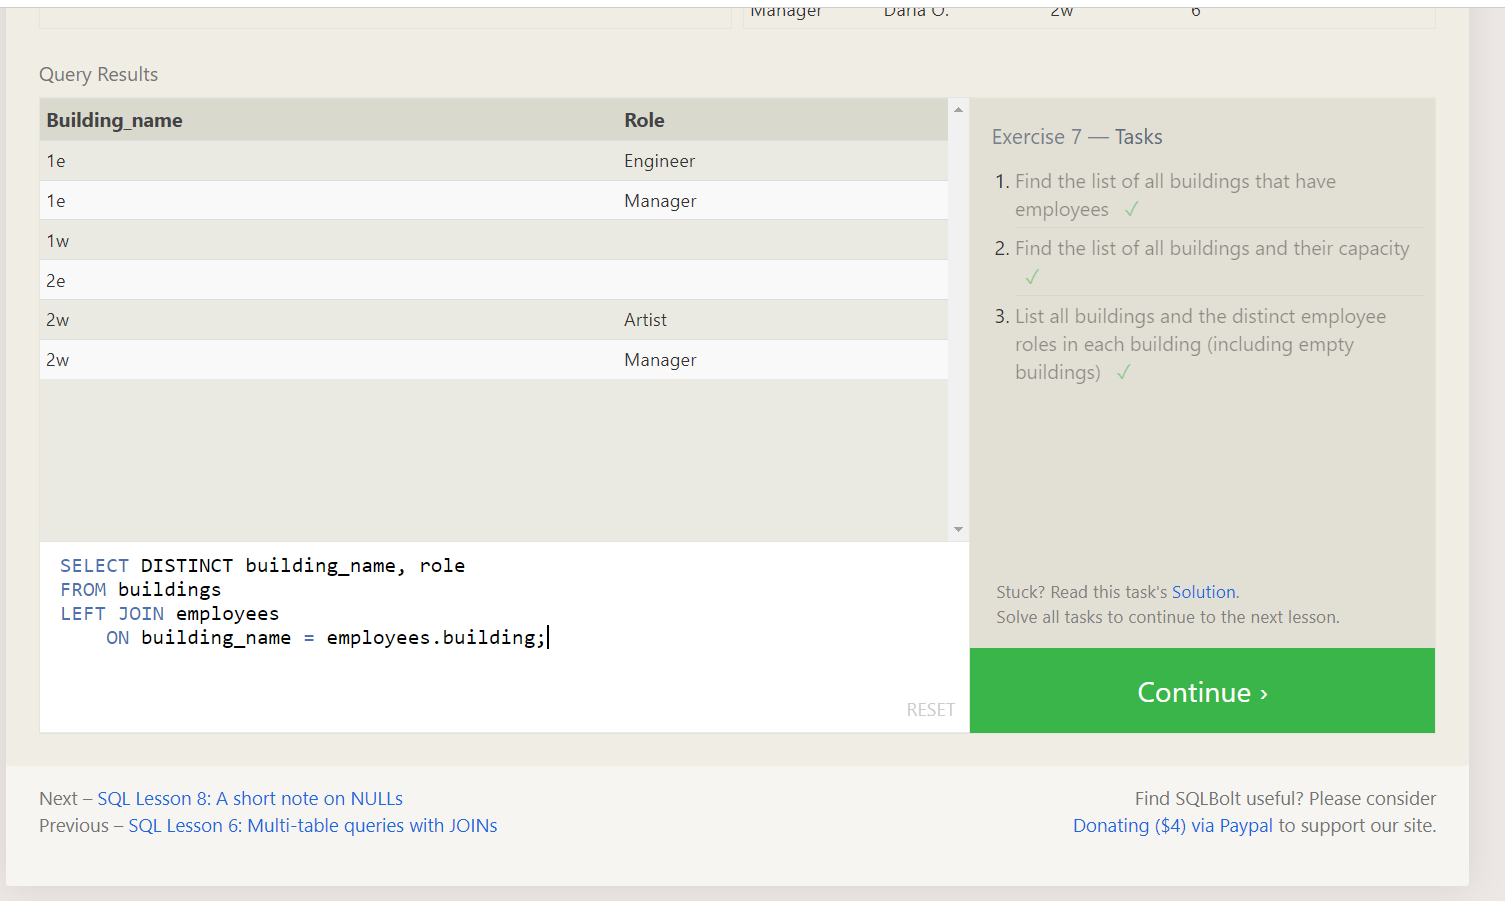 Manager Daria O. 2w 6
Query Results
Building_name Role
1e Engineer
1e Manager
1w
2e
2w Artist
2w Manager
Exercise 7 — Tasks
1. Find the list of all buildings that have
employees ✓
2. Find the list of all buildings and their capacity
✓
3. List all buildings and the distinct employee
roles in each building (including empty
buildings) ✓
SELECT DISTINCT building_name, role
FROM buildings
LEFT JOIN employees
ON building_name = employees.building;
RESET
Stuck? Read this task's Solution.
Solve all tasks to continue to the next lesson.
Continue ›
Next – SQL Lesson 8: A short note on NULLs
Previous – SQL Lesson 6: Multi-table queries with JOINs
Find SQLBolt useful? Please consider
Donating ($4) via Paypal to support our site.